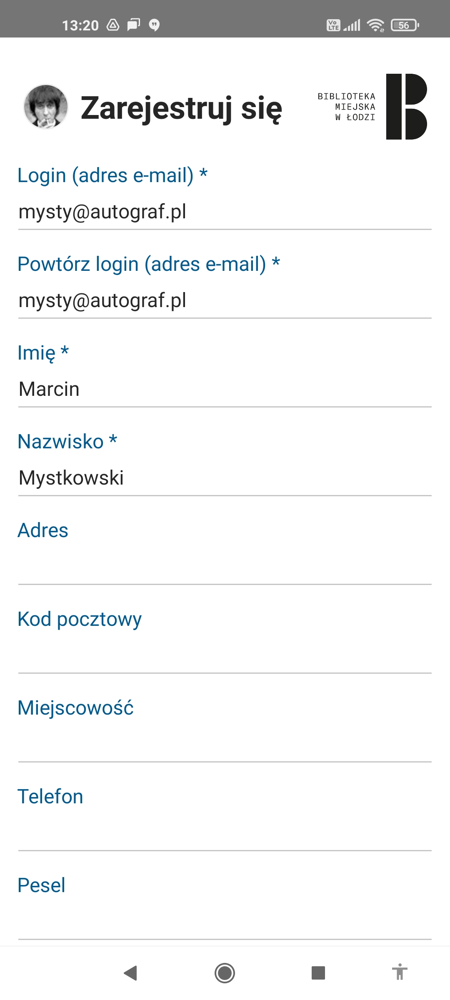 13:20
Vo LTE
56
Zarejestruj się
BIBLIOTEKA
MIEJSKA
W ŁODZI
Login (adres e-mail) *
mysty@autograf.pl
Powtórz login (adres e-mail) *
mysty@autograf.pl
Imię *
Marcin
Nazwisko *
Mystkowski
Adres
Kod pocztowy
Miejscowość
Telefon
Pesel